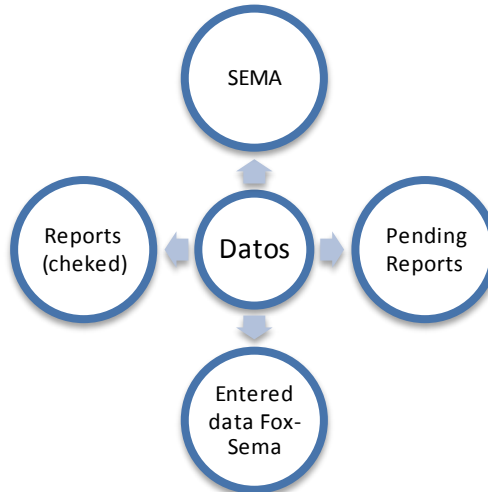 SEMA
Reports
(cheked)
Datos
Pending
Reports
Entered
data Fox-
Sema